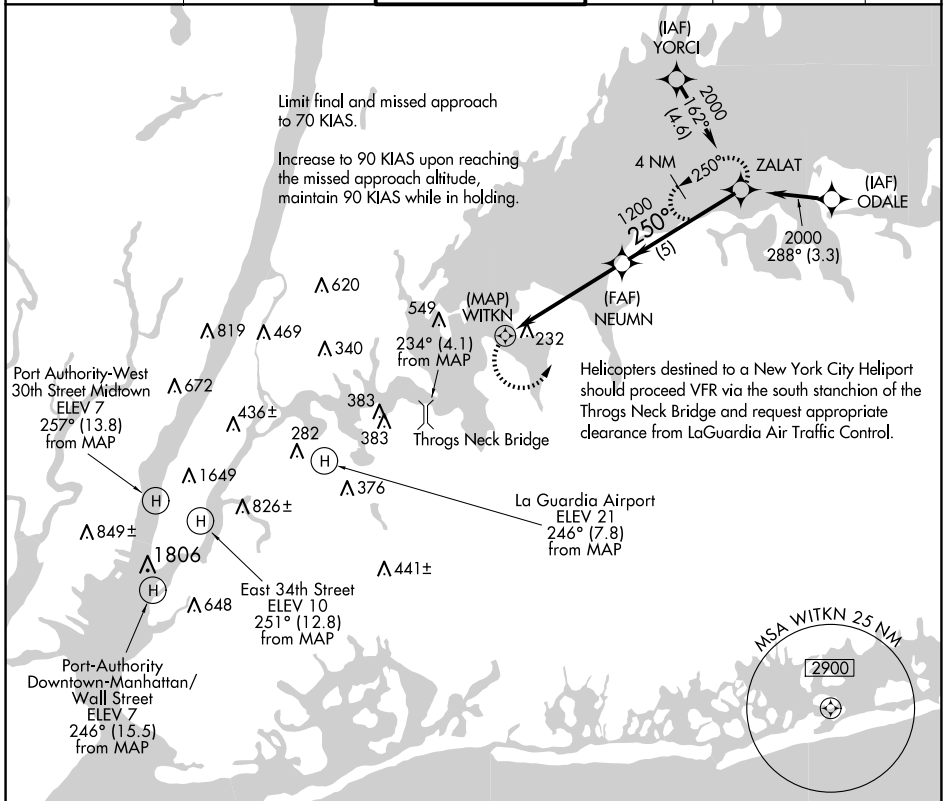 (IAF)
YORCI
2000
162°
(4.6)
Limit final and missed approach
to 70 KIAS.
Increase to 90 KIAS upon reaching
the missed approach altitude,
maintain 90 KIAS while in holding.
4 NM
250°
ZALAT
(IAF)
ODALE
2000
288° (3.3)
1200
250°
(5)
(FAF)
NEUMN
(MAP)
WITKN
232
620
549
819
469
340
234° (4.1)
from MAP
Helicopters destined to a New York City Heliport
should proceed VFR via the south stanchion of the
Throgs Neck Bridge and request appropriate
clearance from LaGuardia Air Traffic Control.
Port Authority-West
30th Street Midtown
ELEV 7
257° (13.8)
from MAP
672
436±
383
383
Throgs Neck Bridge
282
H
1649
376
826±
La Guardia Airport
ELEV 21
246° (7.8)
from MAP
H
H
849±
1806
H
441±
648
East 34th Street
ELEV 10
251° (12.8)
from MAP
Port-Authority
Downtown-Manhattan/
Wall Street
ELEV 7
246° (15.5)
from MAP
MSA WITKN 25 NM
2900